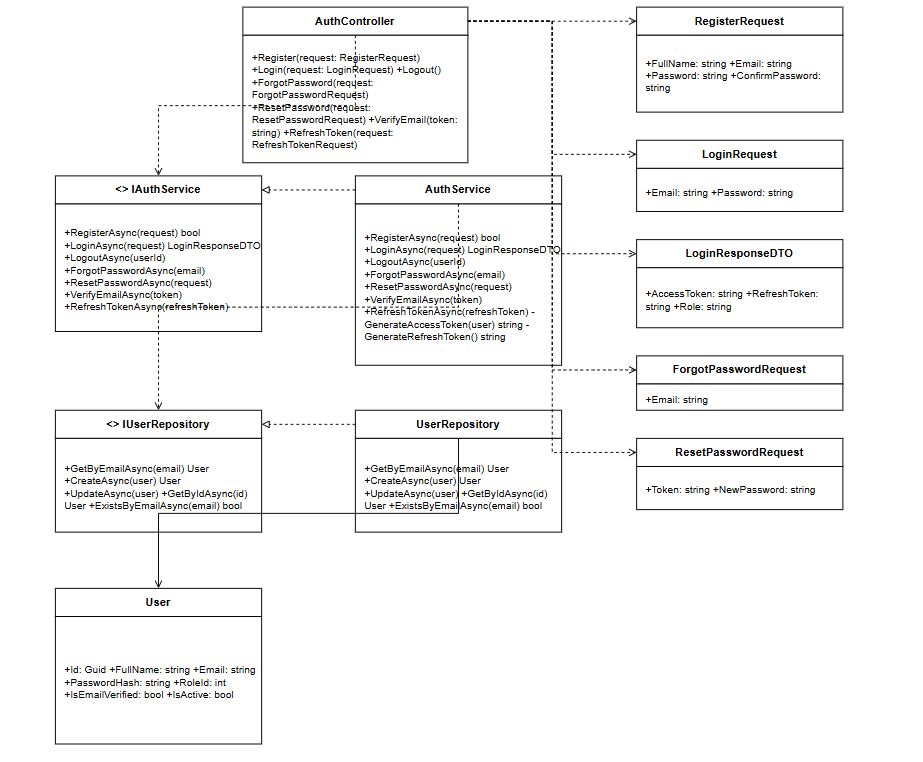 AuthController
+Register(request: RegisterRequest)
+Login(request: LoginRequest) +Logout()
+ForgotPassword(request:
ForgotPasswordRequest)
+ResetPassword(request:
ResetPasswordRequest) +VerifyEmail(token:
string) +RefreshToken(request:
RefreshTokenRequest)
RegisterRequest
+FullName: string +Email: string
+Password: string +ConfirmPassword:
string
LoginRequest
+Email: string +Password: string
<> IAuthService
+RegisterAsync(request) bool
+LoginAsync(request) LoginResponseDTO
+LogoutAsync(userId)
+ForgotPasswordAsync(email)
+ResetPasswordAsync(request)
+VerifyEmailAsync(token)
+RefreshTokenAsync(refreshToken)
AuthService
+RegisterAsync(request) bool
+LoginAsync(request) LoginResponseDTO
+LogoutAsync(userId)
+ForgotPasswordAsync(email)
+ResetPasswordAsync(request)
+VerifyEmailAsync(token)
+RefreshTokenAsync(refreshToken) -
GenerateAccessToken(user) string -
GenerateRefreshToken() string
LoginResponseDTO
+AccessToken: string +RefreshToken:
string +Role: string
ForgotPasswordRequest
+Email: string
<> IUserRepository
+GetByEmailAsync(email) User
+CreateAsync(user) User
+UpdateAsync(user) +GetByIdAsync(id)
User +ExistsByEmailAsync(email) bool
UserRepository
+GetByEmailAsync(email) User
+CreateAsync(user) User
+UpdateAsync(user) +GetByIdAsync(id)
User +ExistsByEmailAsync(email) bool
ResetPasswordRequest
+Token: string +NewPassword: string
User
+Id: Guid +FullName: string +Email: string
+PasswordHash: string +RoleId: int
+IsEmailVerified: bool +IsActive: bool